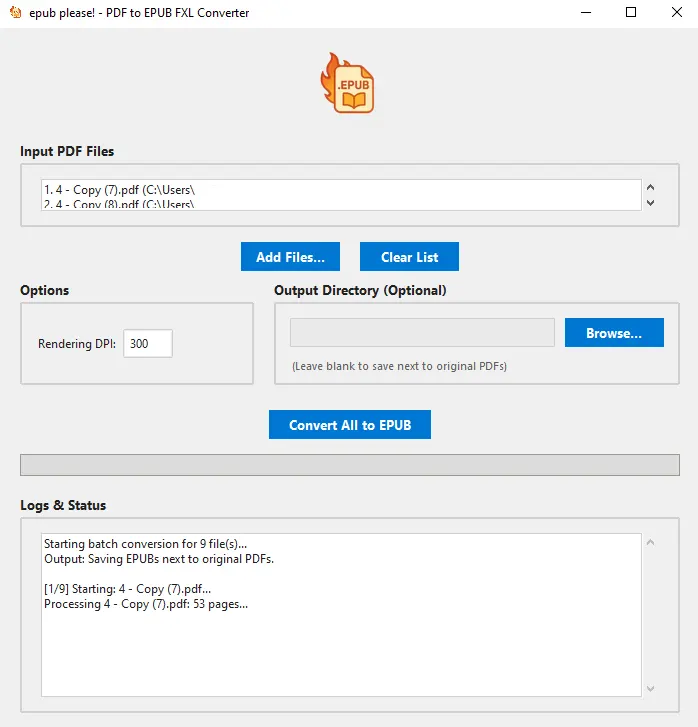 epub please! - PDF to EPUB FXL Converter
.EPUB
Input PDF Files
1. 4 - Copy (7).pdf (C:\Users\
2. 4 - Copy (8).pdf (C:\Users\
Add Files...
Clear List
Options
Output Directory (Optional)
Rendering DPI:
300
Browse...
(Leave blank to save next to original PDFs)
Convert All to EPUB
Logs & Status
Starting batch conversion for 9 file(s)...
Output: Saving EPUBs next to original PDFs.
[1/9] Starting: 4 - Copy (7).pdf...
Processing 4 - Copy (7).pdf: 53 pages...